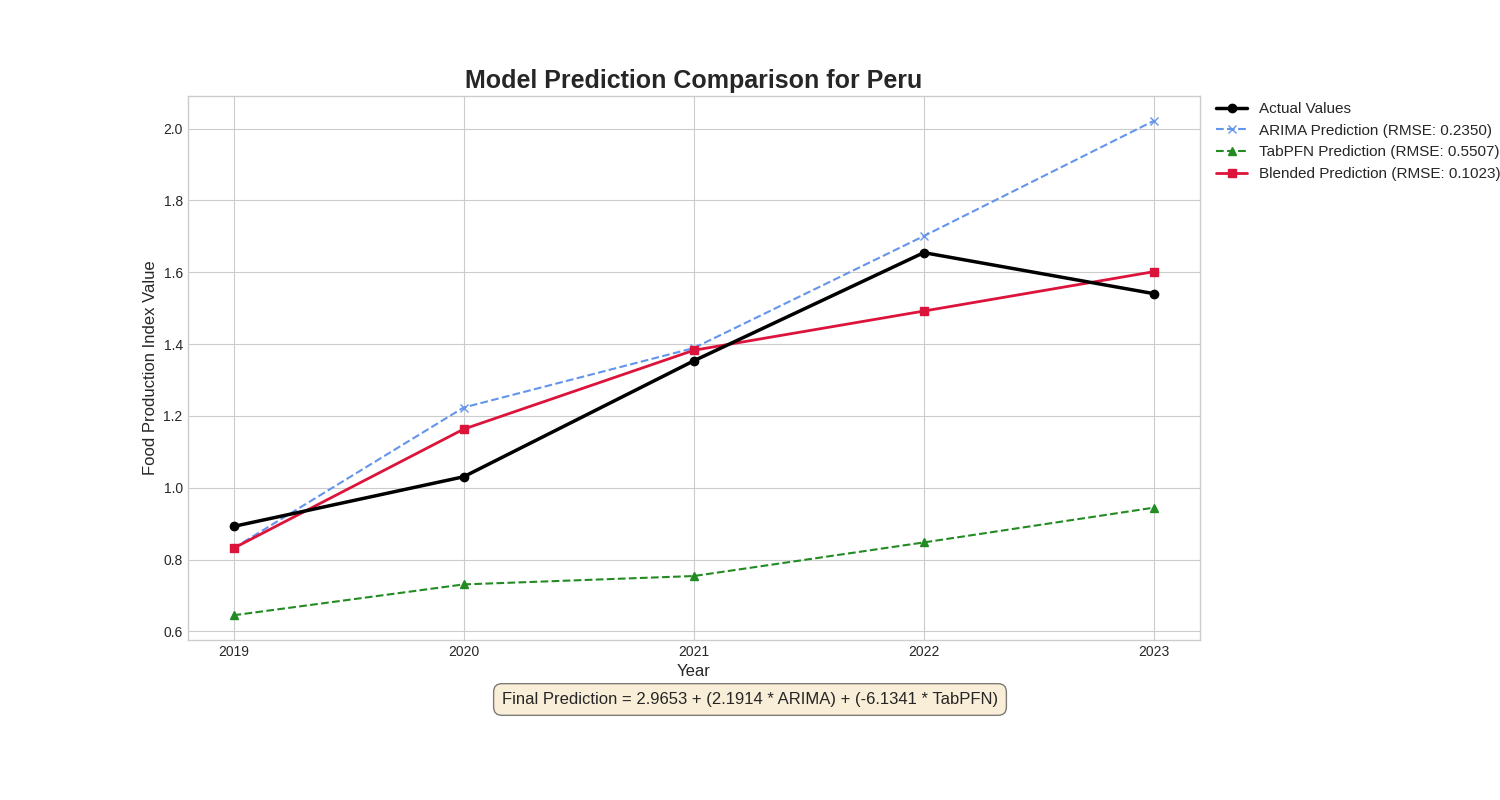 Model Prediction Comparison for Peru
Actual Values
ARIMA Prediction (RMSE: 0.2350)
TabPFN Prediction (RMSE: 0.5507)
Blended Prediction (RMSE: 0.1023)
Food Production Index Value
2.0
1.8
1.6
1.4
1.2
1.0
0.8
0.6
2019 2020 2021 2022 2023
Year
Final Prediction = 2.9653 + (2.1914 * ARIMA) + (-6.1341 * TabPFN)